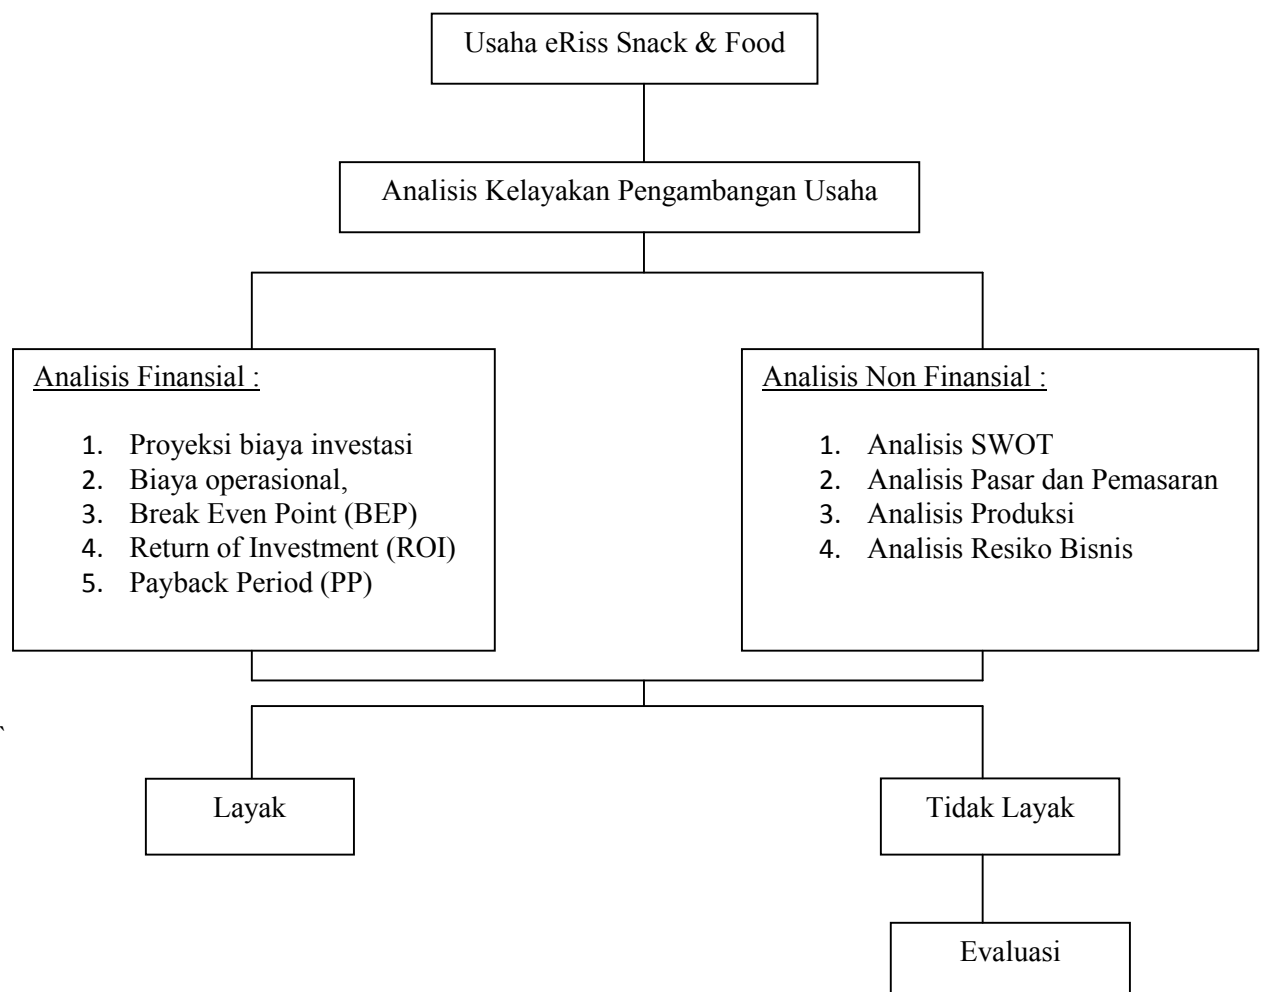 Usaha eRiss Snack & Food
Analisis Kelayakan Pengambangan Usaha
Analisis Finansial :
1. Proyeksi biaya investasi
2. Biaya operasional,
3. Break Even Point (BEP)
4. Return of Investment (ROI)
5. Payback Period (PP)
Analisis Non Finansial :
1. Analisis SWOT
2. Analisis Pasar dan Pemasaran
3. Analisis Produksi
4. Analisis Resiko Bisnis
`
Layak
Tidak Layak
Evaluasi